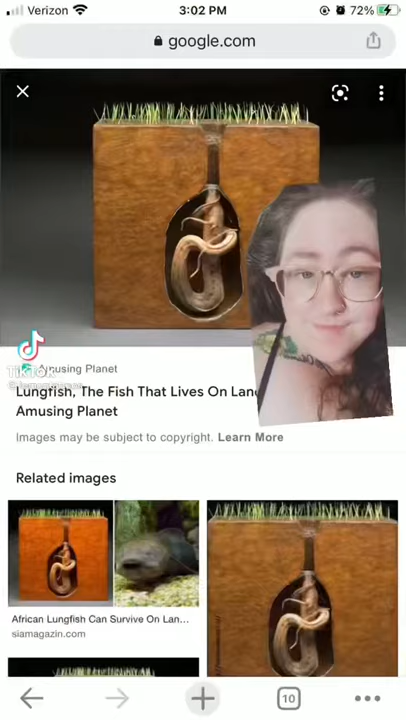 Verizon 3:02 PM 72%
google.com
TikTok
Amusing Planet
Lungfish, The Fish That Lives On Lan
Amusing Planet
Images may be subject to copyright. Learn More
Related images
African Lungfish Can Survive On Lan...
siamagazin.com
10